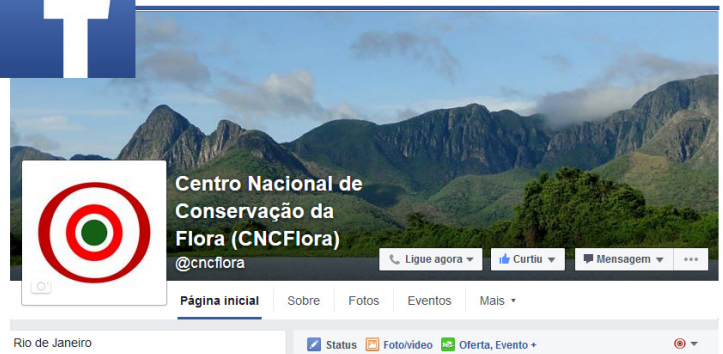 Centro Nacional de
Conservação da
Flora (CNCFlora)
@cncflora
Ligue agora Curtiu Mensagem
Página inicial Sobre Fotos Eventos Mais
Rio de Janeiro
Status Foto/vídeo Oferta, Evento +